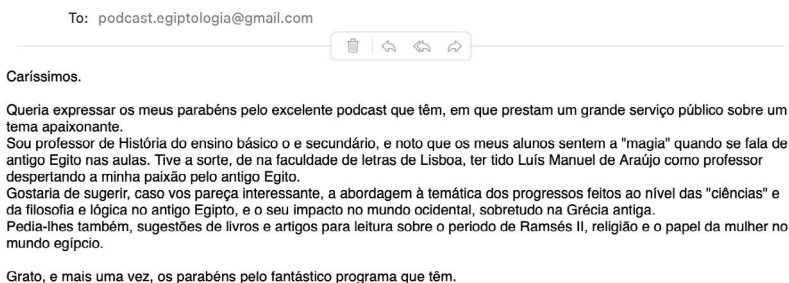 To: podcast.egiptologia@gmail.com
Caríssimos.
Queria expressar os meus parabéns pelo excelente podcast que têm, em que prestam um grande serviço público sobre um
tema apaixonante.
Sou professor de História do ensino básico o e secundário, e noto que os meus alunos sentem a "magia" quando se fala de
antigo Egito nas aulas. Tive a sorte, de na faculdade de letras de Lisboa, ter tido Luís Manuel de Araújo como professor
despertando a minha paixão pelo antigo Egito.
Gostaria de sugerir, caso vos pareça interessante, a abordagem à temática dos progressos feitos ao nível das "ciências" e
da filosofia e lógica no antigo Egipto, e o seu impacto no mundo ocidental, sobretudo na Grécia antiga.
Pedia-lhes também, sugestões de livros e artigos para leitura sobre o periodo de Ramsés II, religião e o papel da mulher no
mundo egípcio.
Grato, e mais uma vez, os parabéns pelo fantástico programa que têm.